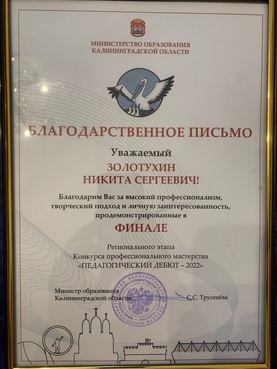 МИНИСТЕРСТВО ОБРАЗОВАНИЯ
КАЛИНИНГРАДСКОЙ ОБЛАСТИ
БЛАГОДАРСТВЕННОЕ ПИСЬМО
Уважаемый
ЗОЛОТУХИН
НИКИТА СЕРГЕЕВИЧ!
Благодарим Вас за высокий профессионализм,
творческий подход и личную заинтересованность,
продемонстрированные в
ФИНАЛЕ
Регионального этапа
Конкурса профессионального мастерства
«ПЕДАГОГИЧЕСКИЙ ДЕБЮТ – 2022»
Министр образования
Калининградской области
С.С. Трусенёва